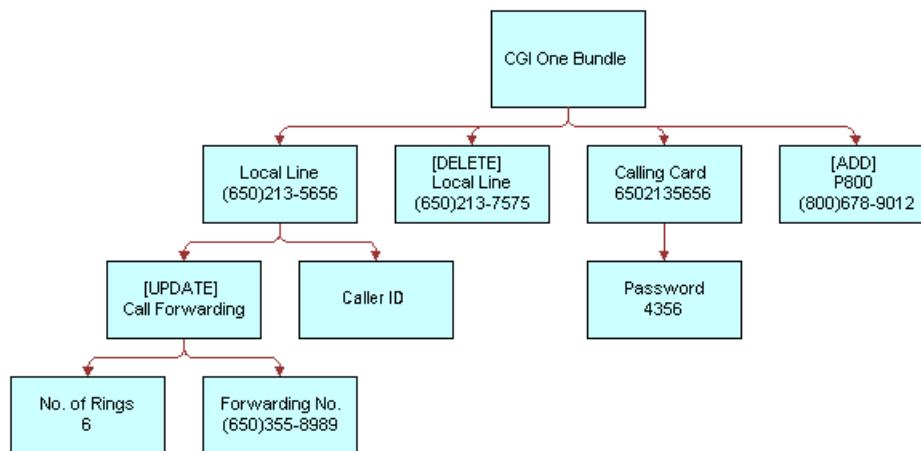 CGI One Bundle
Local Line
(650)213-5656
[DELETE]
Local Line
(650)213-7575
Calling Card
6502135656
[ADD]
P800
(800)678-9012
[UPDATE]
Call Forwarding
Caller ID
Password
4356
No. of Rings
6
Forwarding No.
(650)355-8989